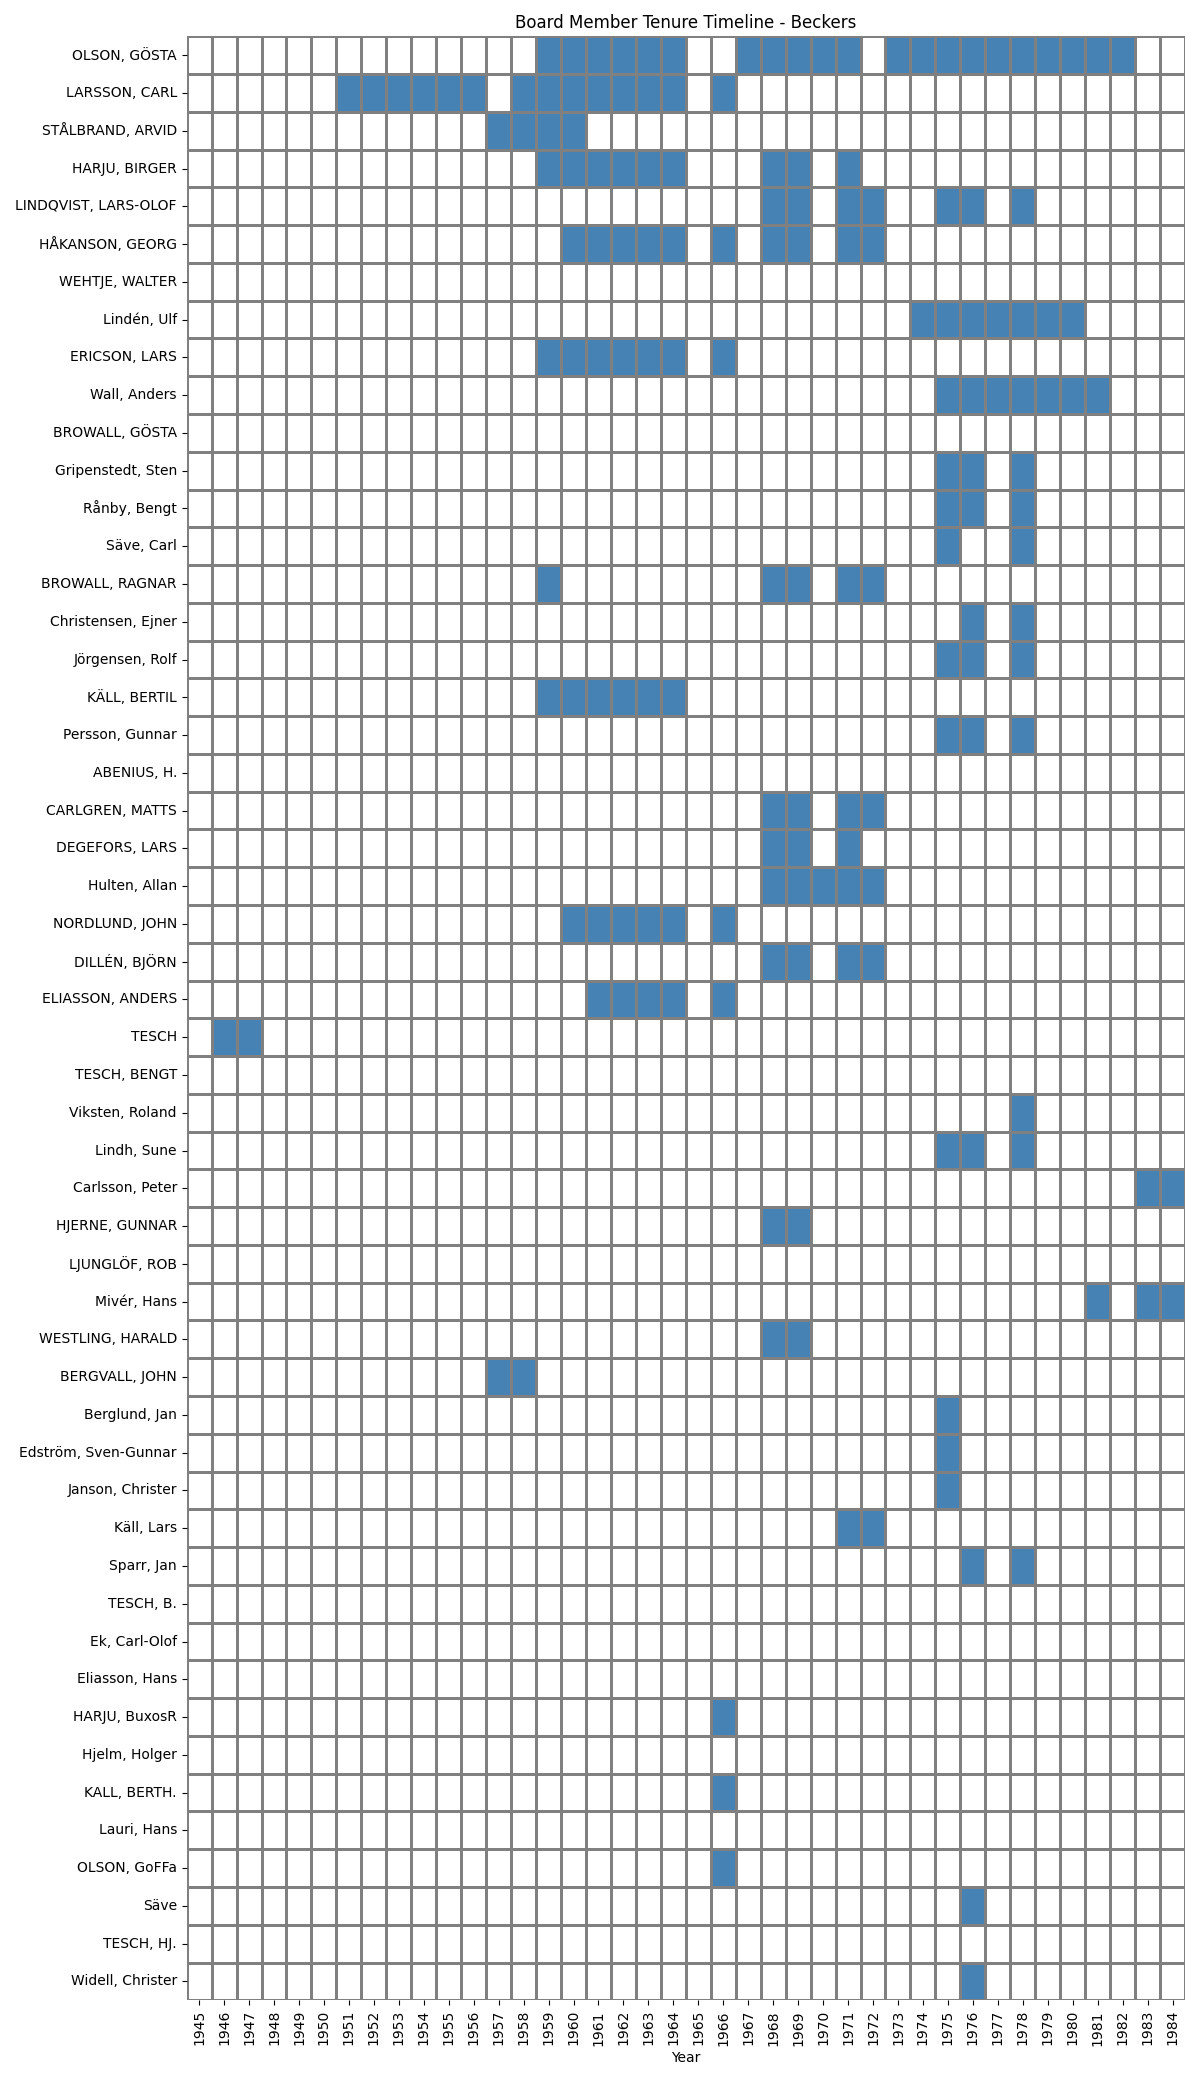 Board Member Tenure Timeline - Beckers
OLSON, GÖSTA
LARSSON, CARL
STÅLBRAND, ARVID
HARJU, BIRGER
LINDQVIST, LARS-OLOF
HÅKANSON, GEORG
WEHTJE, WALTER
Lindén, Ulf
ERICSON, LARS
Wall, Anders
BROWALL, GÖSTA
Gripenstedt, Sten
Rånby, Bengt
Säve, Carl
BROWALL, RAGNAR
Christensen, Ejner
Jörgensen, Rolf
KÄLL, BERTIL
Persson, Gunnar
ABENIUS, H.
CARLGREN, MATTS
DEGEFORS, LARS
Hulten, Allan
NORDLUND, JOHN
DILLÉN, BJÖRN
ELIASSON, ANDERS
TESCH
TESCH, BENGT
Viksten, Roland
Lindh, Sune
Carlsson, Peter
HJERNE, GUNNAR
LJUNGLÖF, ROB
Mivér, Hans
WESTLING, HARALD
BERGVALL, JOHN
Berglund, Jan
Edström, Sven-Gunnar
Janson, Christer
Käll, Lars
Sparr, Jan
TESCH, B.
Ek, Carl-Olof
Eliasson, Hans
HARJU, BuxosR
Hjelm, Holger
KALL, BERTH.
Lauri, Hans
OLSON, GoFFa
Säve
TESCH, HJ.
Widell, Christer
1945 1946 1947 1948 1949 1950 1951 1952 1953 1954 1955 1956 1957 1958 1959 1960 1961 1962 1963 1964 1965 1966 1967 1968 1969 1970 1971 1972 1973 1974 1975 1976 1977 1978 1979 1980 1981 1982 1983 1984
Year